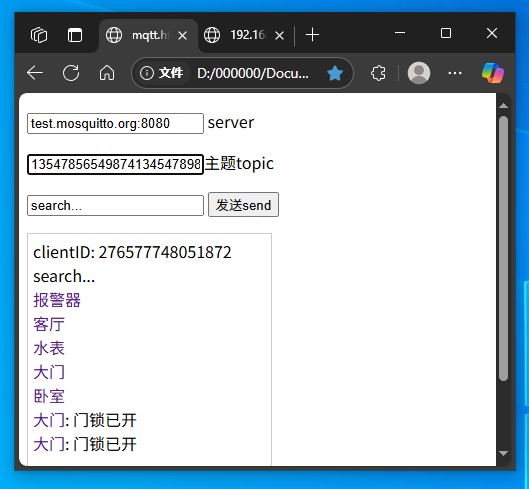 mqtt.h
192.16
文件
D:/000000/Docu...
test.mosquitto.org:8080 server
13547856549874134547898 主题topic
search... 发送send
clientID: 276577748051872
search...
报警器
客厅
水表
大门
卧室
大门: 门锁已开
大门: 门锁已开